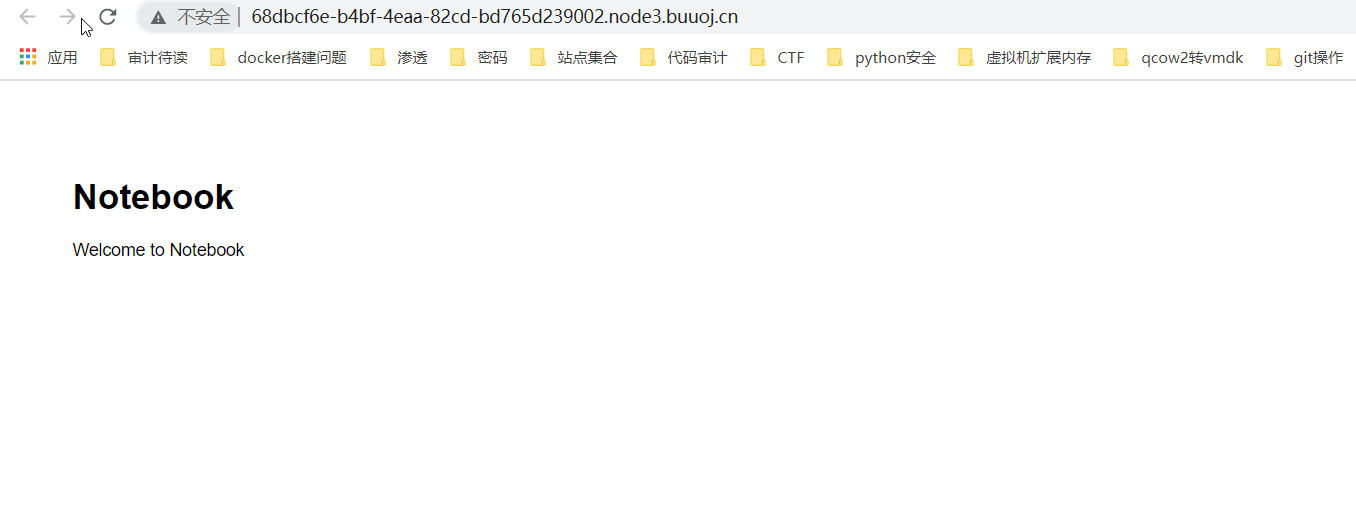 不安全 | 68dbcf6e-b4bf-4eaa-82cd-bd765d239002.node3.buuoj.cn
应用 审计待读 docker搭建问题 渗透 密码 站点集合 代码审计 CTF python安全 虚拟机扩展内存 qcow2转vmdk git操作
Notebook
Welcome to Notebook